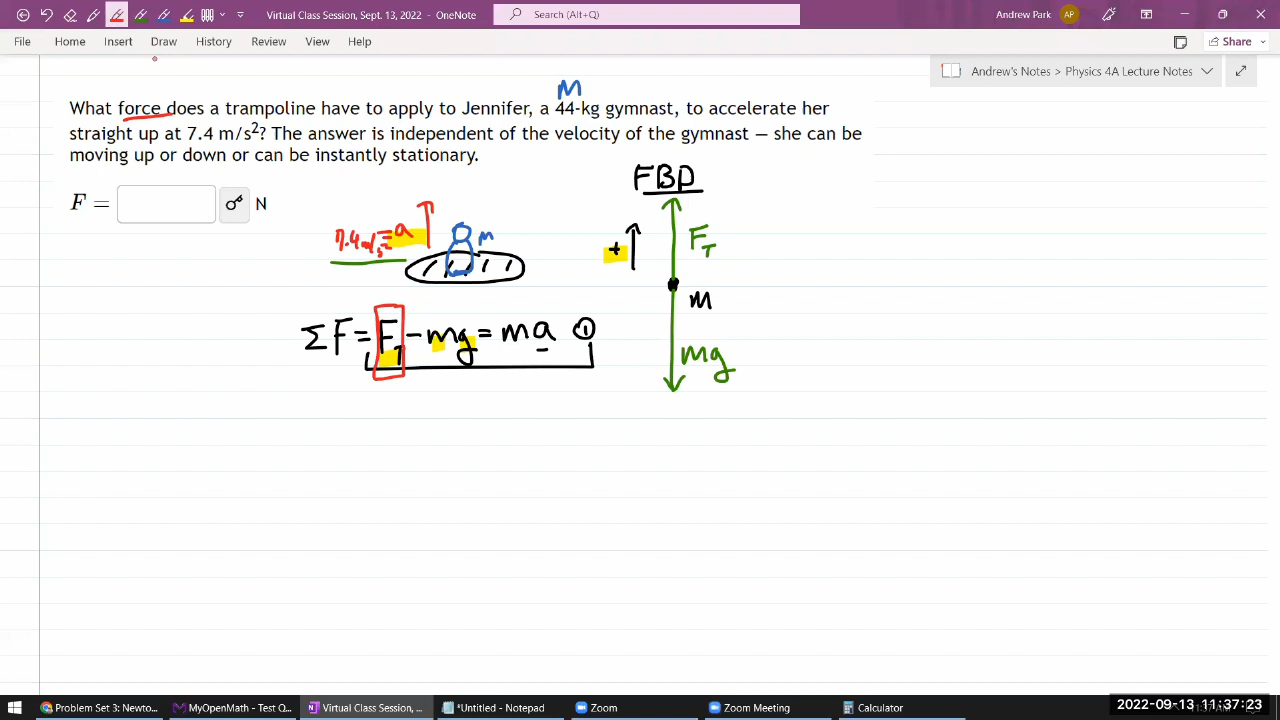 Virtual Class Session, Sept. 13, 2022 - OneNote
Search (Alt+Q)
Andrew Park
AP
File Home Insert Draw History Review View Help
Share
Andrew's Notes > Physics 4A Lecture Notes
M
What force does a trampoline have to apply to Jennifer, a 44-kg gymnast, to accelerate her
straight up at 7.4 m/s²? The answer is independent of the velocity of the gymnast — she can be
moving up or down or can be instantly stationary.
F = N
FBD
7.4 m/s² = a
M
+
F_T
M
ΣF = F_T - mg = ma ①
mg
Problem Set 3: Newto...
MyOpenMath - Test Q...
Virtual Class Session,...
*Untitled - Notepad
Zoom
Zoom Meeting
Calculator
2022-09-13 11:37:23